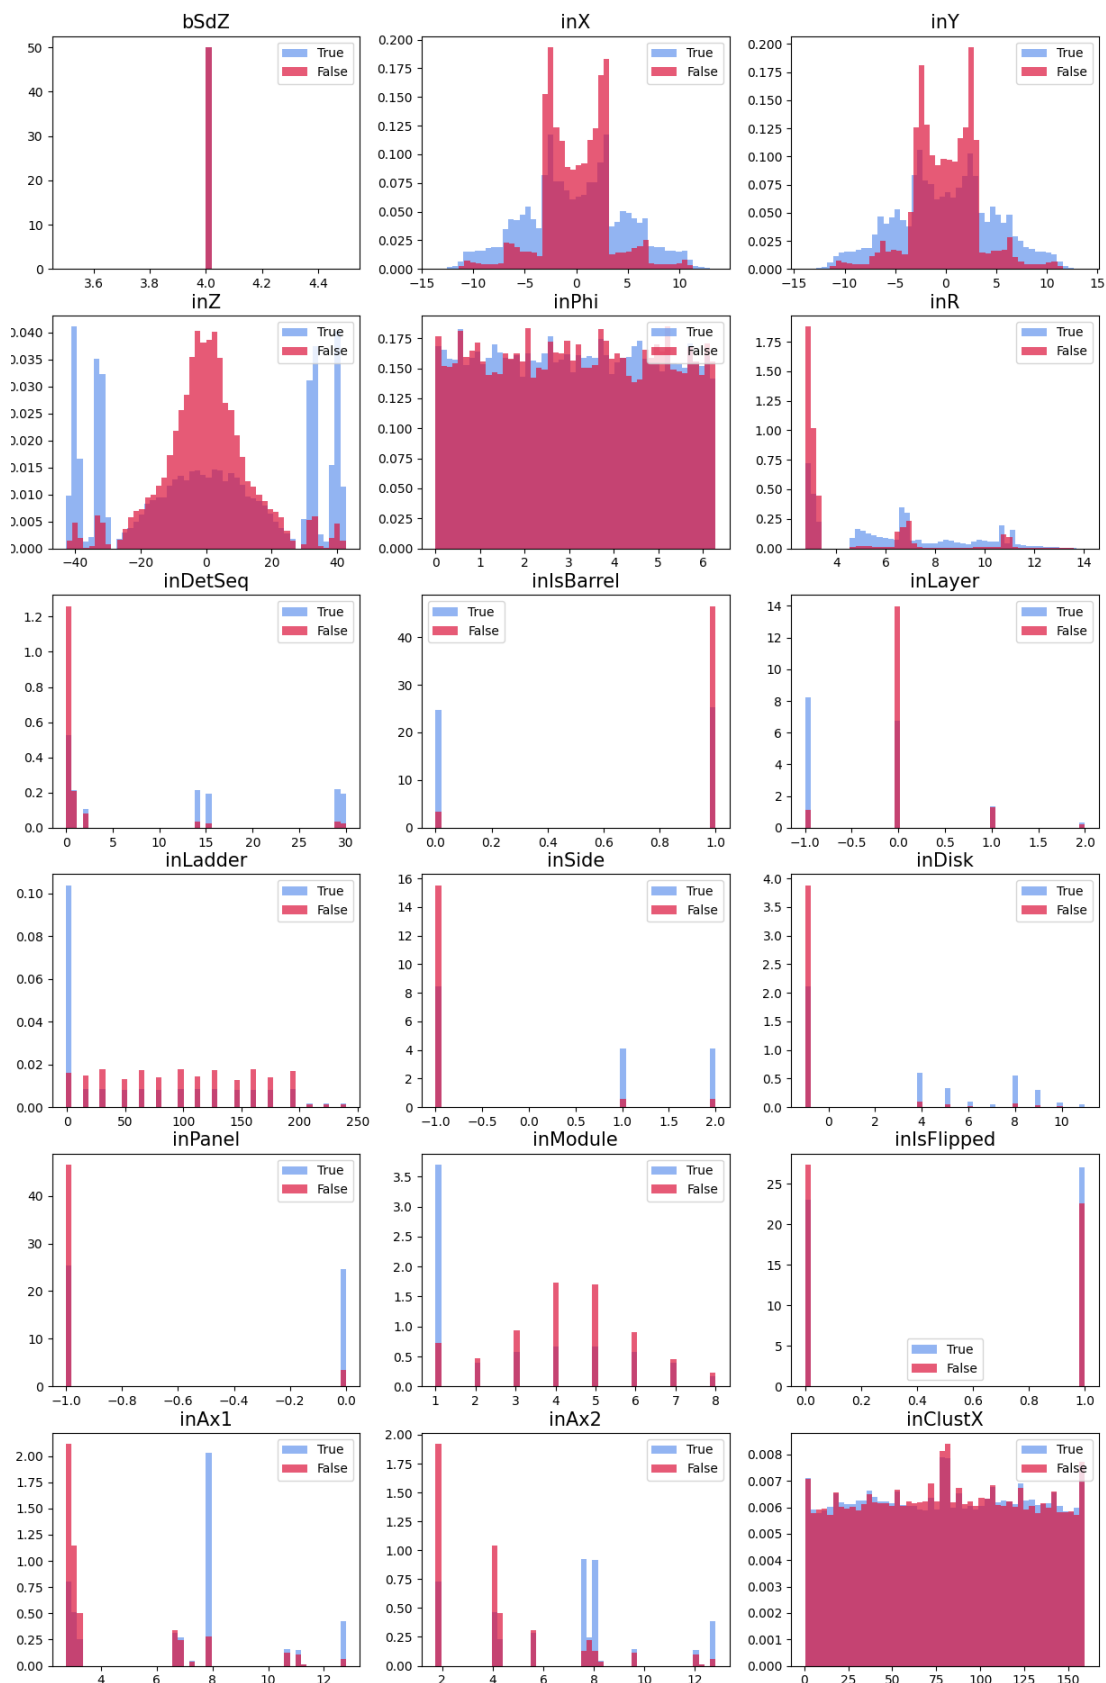 bSdZ
inX
inY
50
40
30
20
10
0
3.6 3.8 4.0 4.2 4.4
True
False
0.200
0.175
0.150
0.125
0.100
0.075
0.050
0.025
0.000
−15 −10 −5 0 5 10
True
False
0.200
0.175
0.150
0.125
0.100
0.075
0.050
0.025
0.000
−15 −10 −5 0 5 10 15
True
False
inZ
inPhi
inR
0.040
0.035
0.030
0.025
0.020
0.015
0.010
0.005
0.000
−40 −20 0 20 40
True
False
0.175
0.150
0.125
0.100
0.075
0.050
0.025
0.000
0 1 2 3 4 5 6
True
False
1.75
1.50
1.25
1.00
0.75
0.50
0.25
0.00
4 6 8 10 12 14
True
False
inDetSeq
inIsBarrel
inLayer
1.2
1.0
0.8
0.6
0.4
0.2
0.0
0 5 10 15 20 25 30
True
False
40
30
20
10
0
0.0 0.2 0.4 0.6 0.8 1.0
True
False
14
12
10
8
6
4
2
0
−1.0 −0.5 0.0 0.5 1.0 1.5 2.0
True
False
inLadder
inSide
inDisk
0.10
0.08
0.06
0.04
0.02
0.00
0 50 100 150 200 250
True
False
16
14
12
10
8
6
4
2
0
−1.0 −0.5 0.0 0.5 1.0 1.5 2.0
True
False
4.0
3.5
3.0
2.5
2.0
1.5
1.0
0.5
0.0
0 2 4 6 8 10
True
False
inPanel
inModule
inIsFlipped
40
30
20
10
0
−1.0 −0.8 −0.6 −0.4 −0.2 0.0
True
False
3.5
3.0
2.5
2.0
1.5
1.0
0.5
0.0
1 2 3 4 5 6 7 8
True
False
25
20
15
10
5
0
0.0 0.2 0.4 0.6 0.8 1.0
True
False
inAx1
inAx2
inClustX
2.00
1.75
1.50
1.25
1.00
0.75
0.50
0.25
0.00
4 6 8 10 12
True
False
2.00
1.75
1.50
1.25
1.00
0.75
0.50
0.25
0.00
2 4 6 8 10 12
True
False
0.008
0.007
0.006
0.005
0.004
0.003
0.002
0.001
0.000
0 25 50 75 100 125 150
True
False